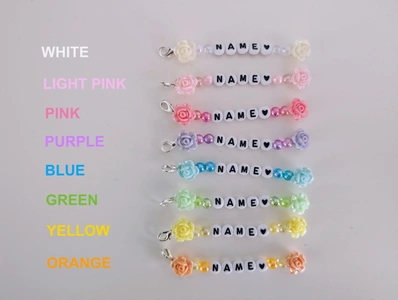 WHITE NAME♥
LIGHT PINK NAME♥
PINK NAME♥
PURPLE NAME♥
BLUE NAME♥
GREEN NAME♥
YELLOW NAME♥
ORANGE NAME♥